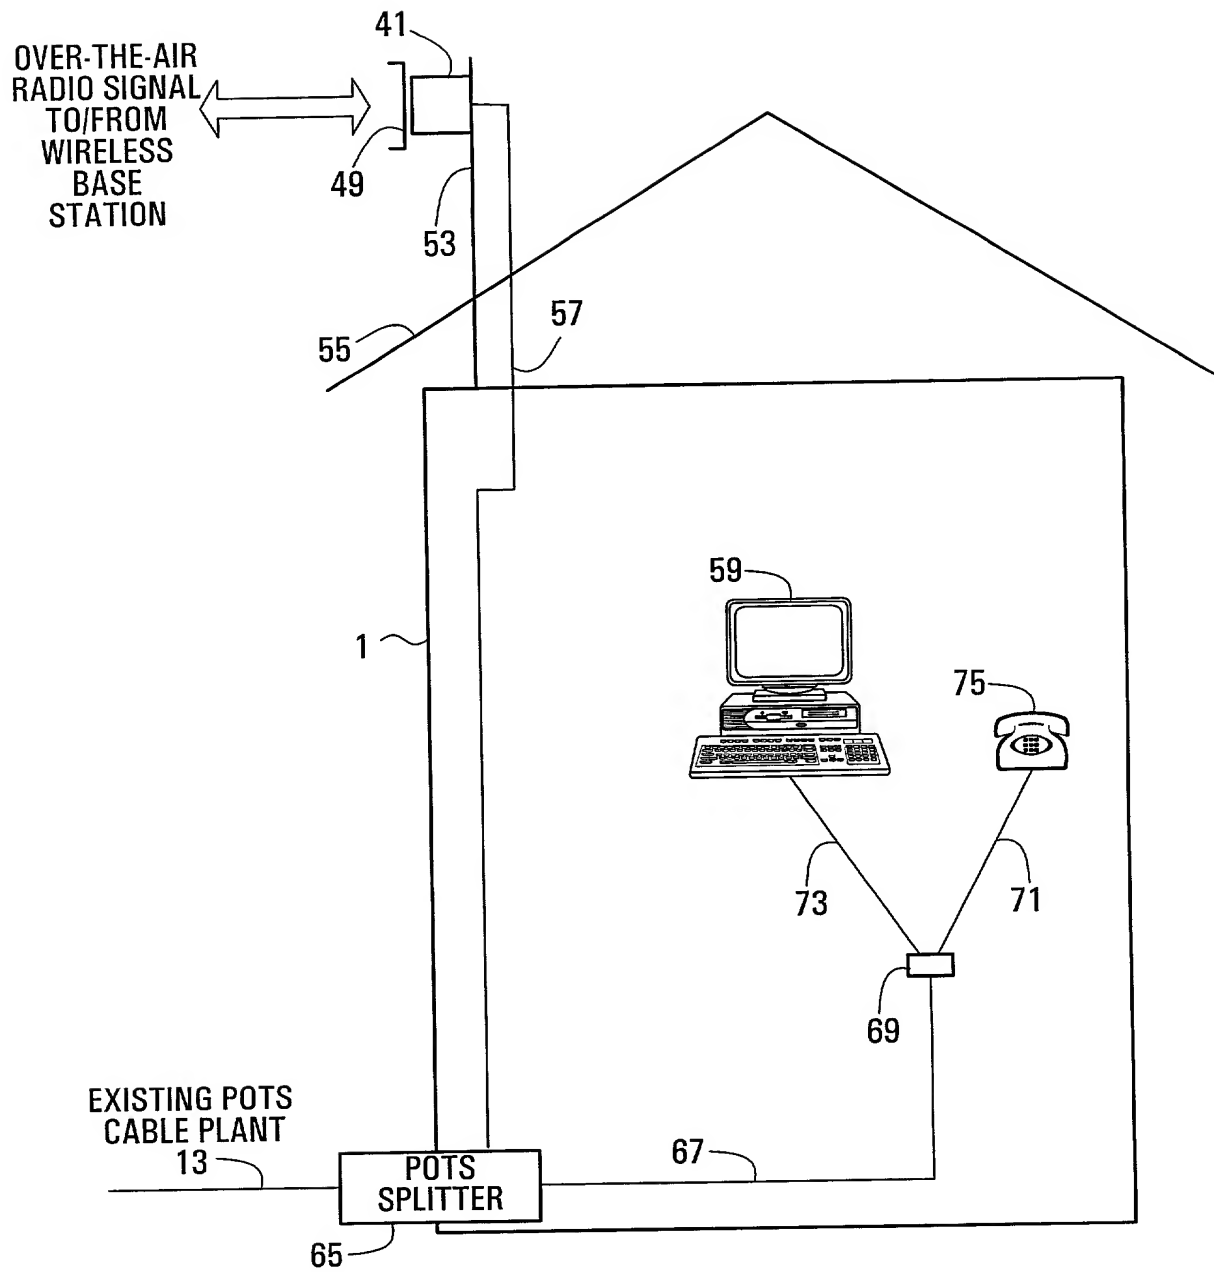 41
OVER-THE-AIR
RADIO SIGNAL
TO/FROM
WIRELESS
BASE
STATION
49
53
57
55
59
1
75
73
71
69
EXISTING POTS
CABLE PLANT
13
67
POTS
SPLITTER
65